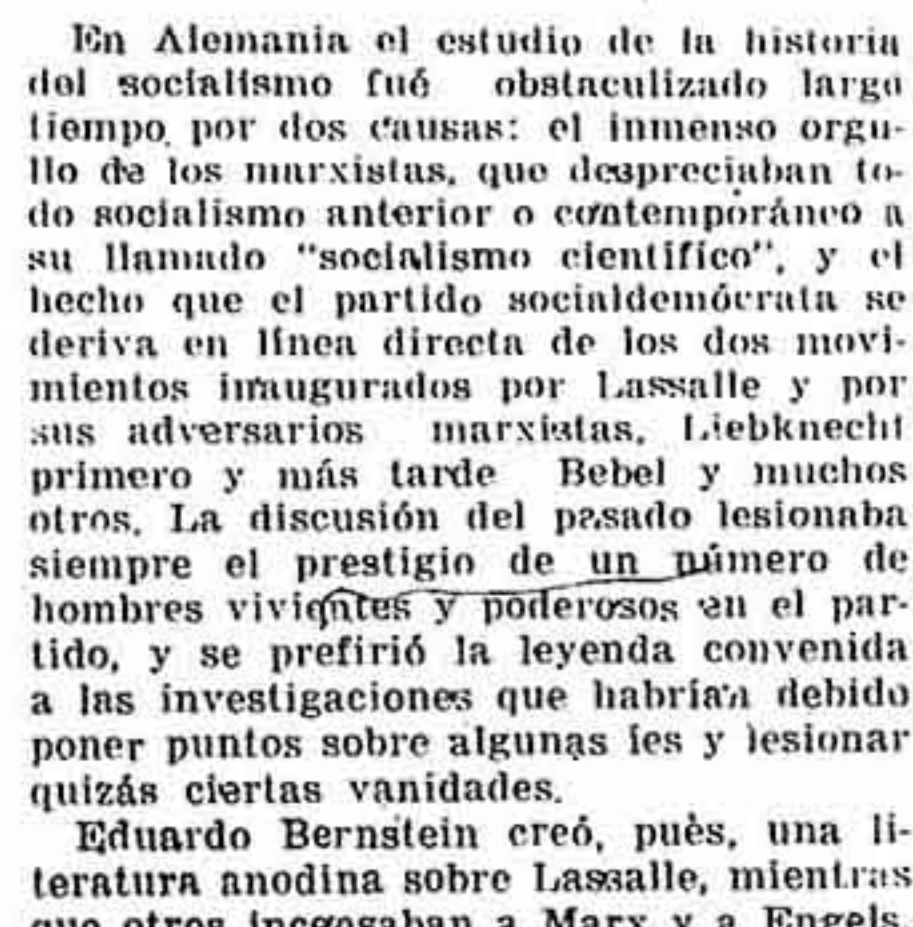 En Alemania el estudio de la historia
del socialismo fué obstaculizado largo
tiempo por dos causas: el inmenso orgu-
llo de los marxistas, que despreciaban to-
do socialismo anterior o contemporáneo a
su llamado "socialismo científico", y el
hecho que el partido socialdemócrata se
deriva en línea directa de los dos movi-
mientos inaugurados por Lassalle y por
sus adversarios marxistas, Liebknecht
primero y más tarde Bebel y muchos
otros. La discusión del pasado lesionaba
siempre el prestigio de un número de
hombres vivientes y poderosos en el par-
tido, y se prefirió la leyenda convenida
a las investigaciones que habrían debido
poner puntos sobre algunas íes y lesionar
quizás ciertas vanidades.
Eduardo Bernstein creó, pués, una li-
teratura anodina sobre Lassalle, mientras
que otros a Marx y a Engels,